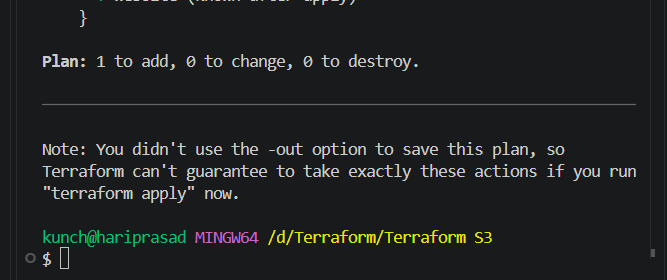 }
Plan: 1 to add, 0 to change, 0 to destroy.
Note: You didn't use the -out option to save this plan, so
Terraform can't guarantee to take exactly these actions if you run
"terraform apply" now.
kunch@hariprasad MINGW64 /d/Terraform/Terraform S3
$